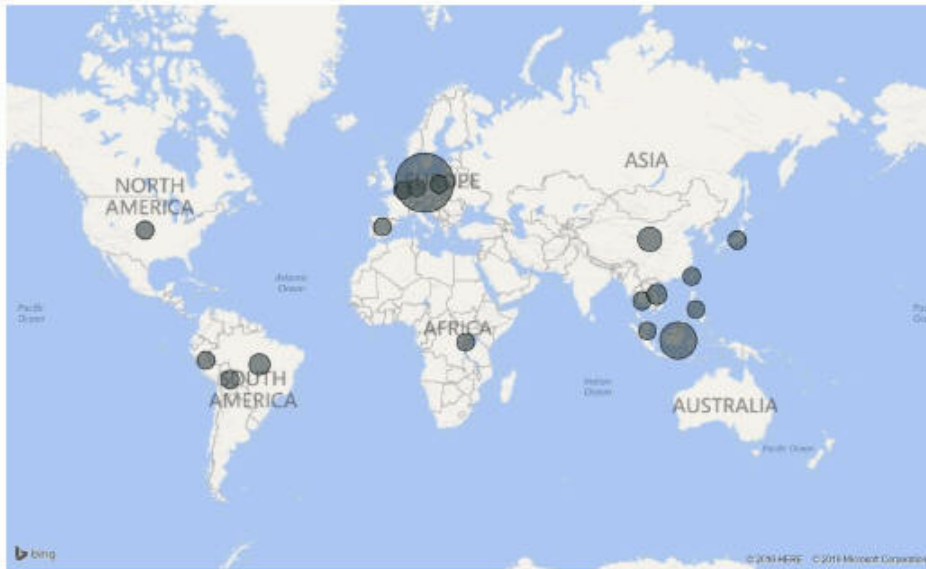 NORTH
AMERICA
EUROPE
ASIA
Atlantic
Ocean
Pacific
Ocean
AFRICA
SOUTH
AMERICA
Indian
Ocean
AUSTRALIA
Pacific Ocean
bing
© 2016 HERE © 2016 Microsoft Corporation